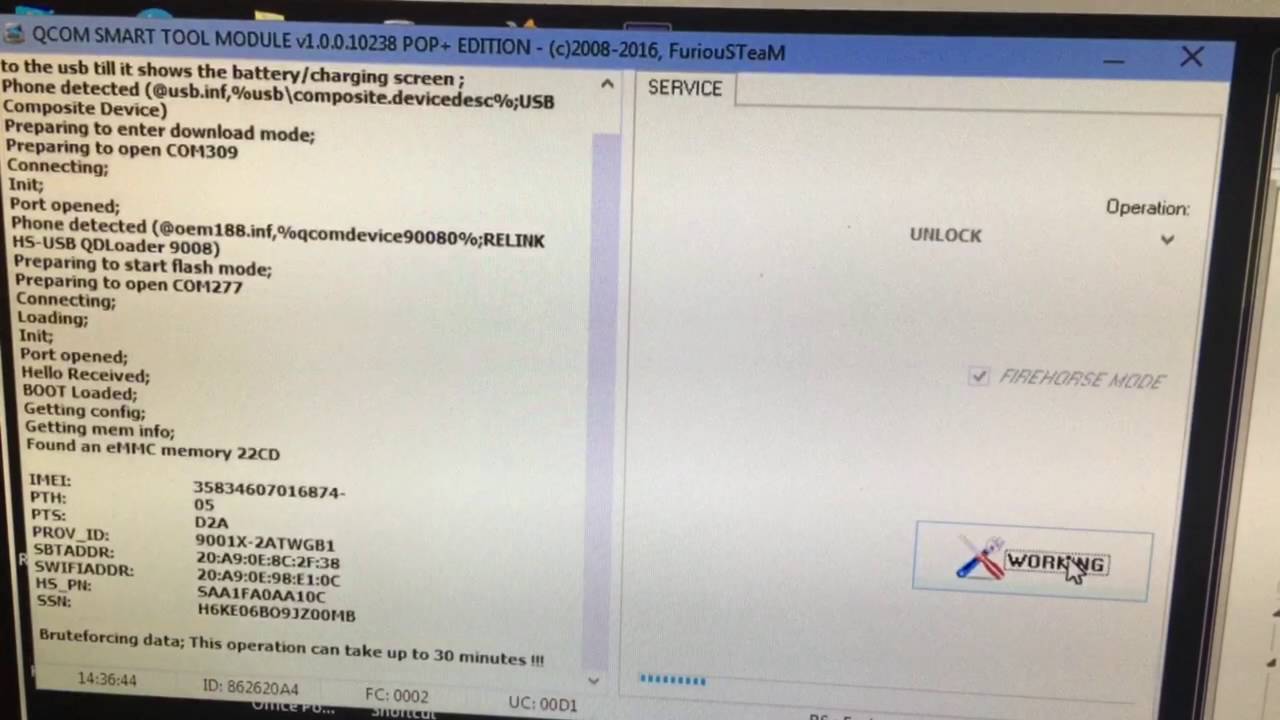 QCOM SMART TOOL MODULE v1.0.0.10238 POP+ EDITION - (c)2008-2016, FuriouSTeaM
to the usb till it shows the battery/charging screen ;
Phone detected (@usb.inf,%usb\composite.devicedesc%;USB
Composite Device)
Preparing to enter download mode;
Preparing to open COM309
Connecting;
Init;
Port opened;
Phone detected (@oem188.inf,%qcomdevice90080%;RELINK
HS-USB QDLoader 9008)
Preparing to start flash mode;
Preparing to open COM277
Connecting;
Loading;
Init;
Port opened;
Hello Received;
BOOT Loaded;
Getting config;
Getting mem info;
Found an eMMC memory 22CD
IMEI: 35834607016874-
PTH: 05
PTS: D2A
PROV_ID: 9001X-2ATWGB1
SBTADDR: 20:A9:0E:8C:2F:38
SWIFIADDR: 20:A9:0E:98:E1:0C
HS_PN: SAA1FA0AA10C
SSN: H6KE06BO9JZ00MB
Bruteforcing data; This operation can take up to 30 minutes !!!
14:36:44 ID: 862620A4 FC: 0002 UC: 00D1
SERVICE
Operation:
UNLOCK
FIREHORSE MODE
WORKING
Office Po...
Shortcut